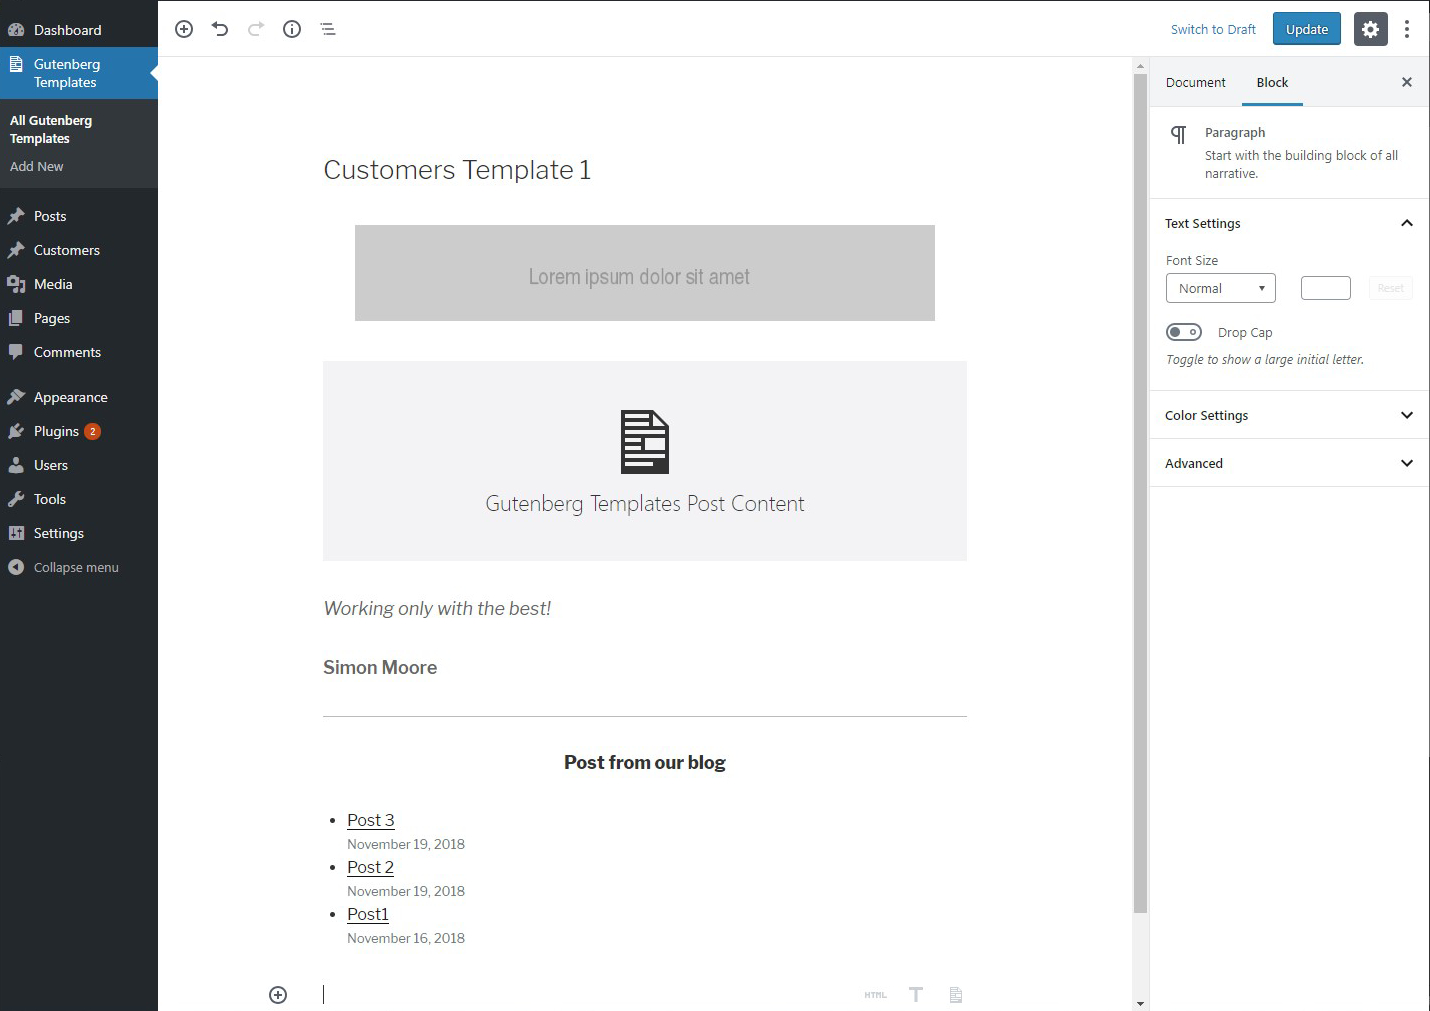 Dashboard
Gutenberg
Templates
All Gutenberg
Templates
Add New
Posts
Customers
Media
Pages
Comments
Appearance
Plugins 2
Users
Tools
Settings
Collapse menu
Switch to Draft
Update
Customers Template 1
Lorem ipsum dolor sit amet
Gutenberg Templates Post Content
Working only with the best!
Simon Moore
Post from our blog
Post 3
November 19, 2018
Post 2
November 19, 2018
Post1
November 16, 2018
HTML
Document
Block
Paragraph
Start with the building block of all
narrative.
Text Settings
Font Size
Normal
Reset
Drop Cap
Toggle to show a large initial letter.
Color Settings
Advanced